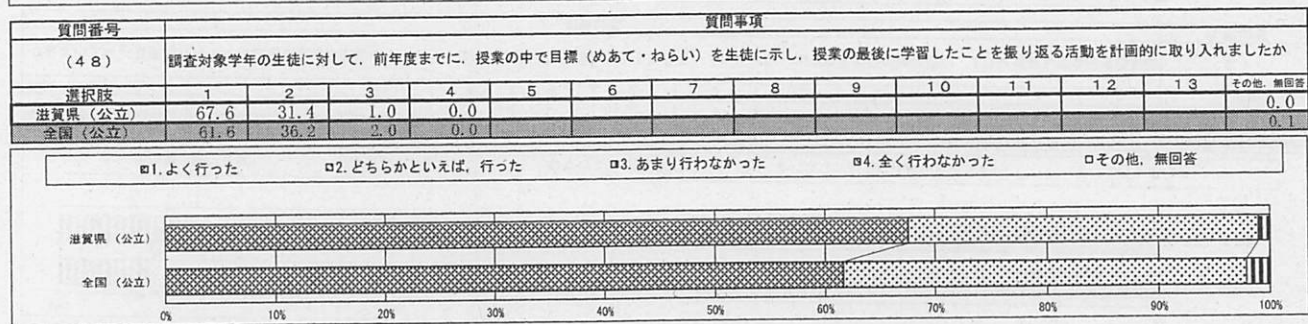 質問番号 質問事項
(48) 調査対象学年の生徒に対して，前年度までに，授業の中で目標（めあて・ねらい）を生徒に示し，授業の最後に学習したことを振り返る活動を計画的に取り入れましたか
選択肢 1 2 3 4 5 6 7 8 9 10 11 12 13 その他，無回答
滋賀県（公立） 67.6 31.4 1.0 0.0 0.0
全国（公立） 61.6 36.2 2.0 0.0 0.1
1.よく行った 2.どちらかといえば，行った 3.あまり行わなかった 4.全く行わなかった その他，無回答
滋賀県（公立）
全国（公立）
0% 10% 20% 30% 40% 50% 60% 70% 80% 90% 100%